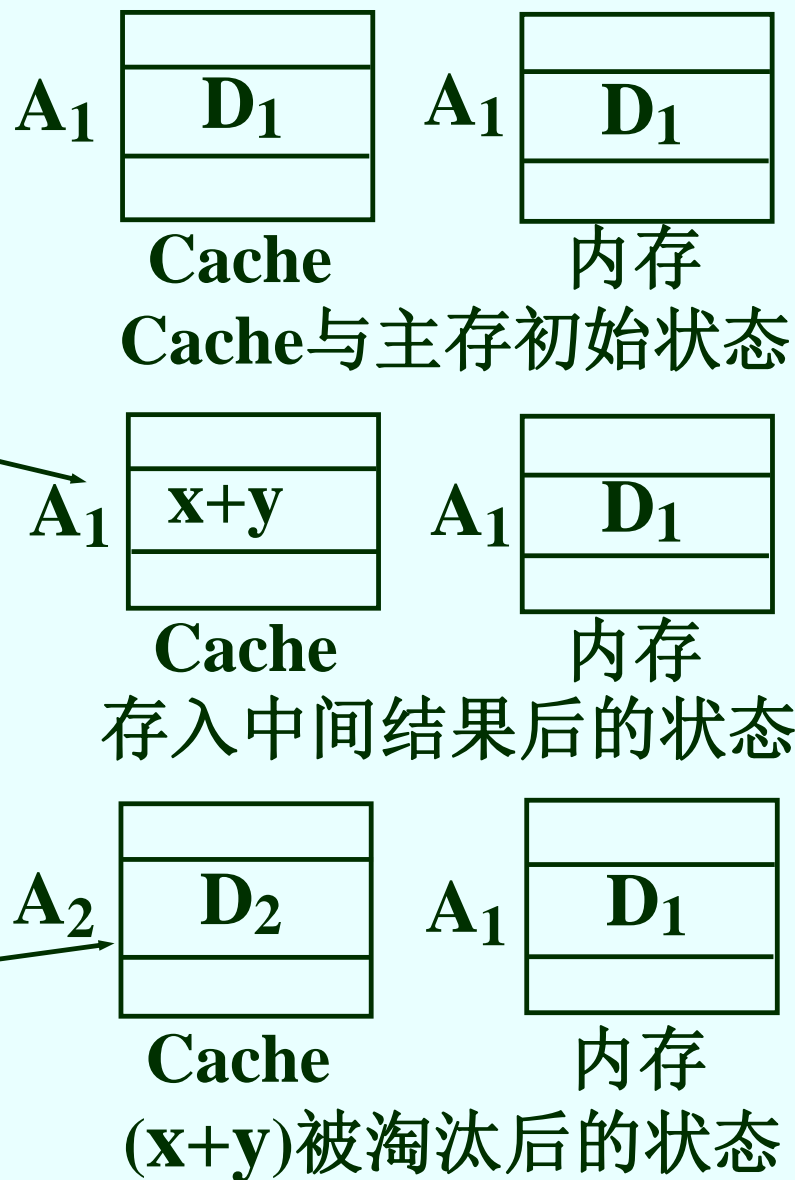 A₁ D₁ A₁ D₁
Cache 内存
Cache与主存初始状态
A₁ x+y A₁ D₁
Cache 内存
存入中间结果后的状态
A₂ D₂ A₁ D₁
Cache 内存
(x+y)被淘汰后的状态